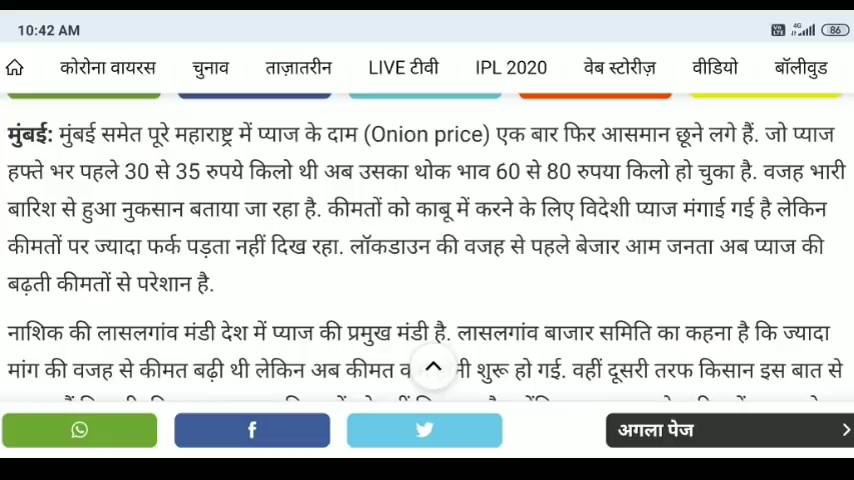 10:42 AM
4G 86
कोरोना वायरस चुनाव ताज़ातरीन LIVE टीवी IPL 2020 वेब स्टोरीज़ वीडियो बॉलीवुड
मुंबई: मुंबई समेत पूरे महाराष्ट्र में प्याज के दाम (Onion price) एक बार फिर आसमान छूने लगे हैं. जो प्याज
हफ्ते भर पहले 30 से 35 रुपये किलो थी अब उसका थोक भाव 60 से 80 रुपया किलो हो चुका है. वजह भारी
बारिश से हुआ नुकसान बताया जा रहा है. कीमतों को काबू में करने के लिए विदेशी प्याज मंगाई गई है लेकिन
कीमतों पर ज्यादा फर्क पड़ता नहीं दिख रहा. लॉकडाउन की वजह से पहले बेजार आम जनता अब प्याज की
बढ़ती कीमतों से परेशान है.
नाशिक की लासलगांव मंडी देश में प्याज की प्रमुख मंडी है. लासलगांव बाजार समिति का कहना है कि ज्यादा
मांग की वजह से कीमत बढ़ी थी लेकिन अब कीमत शुरू हो गई. वहीं दूसरी तरफ किसान इस बात से
अगला पेज